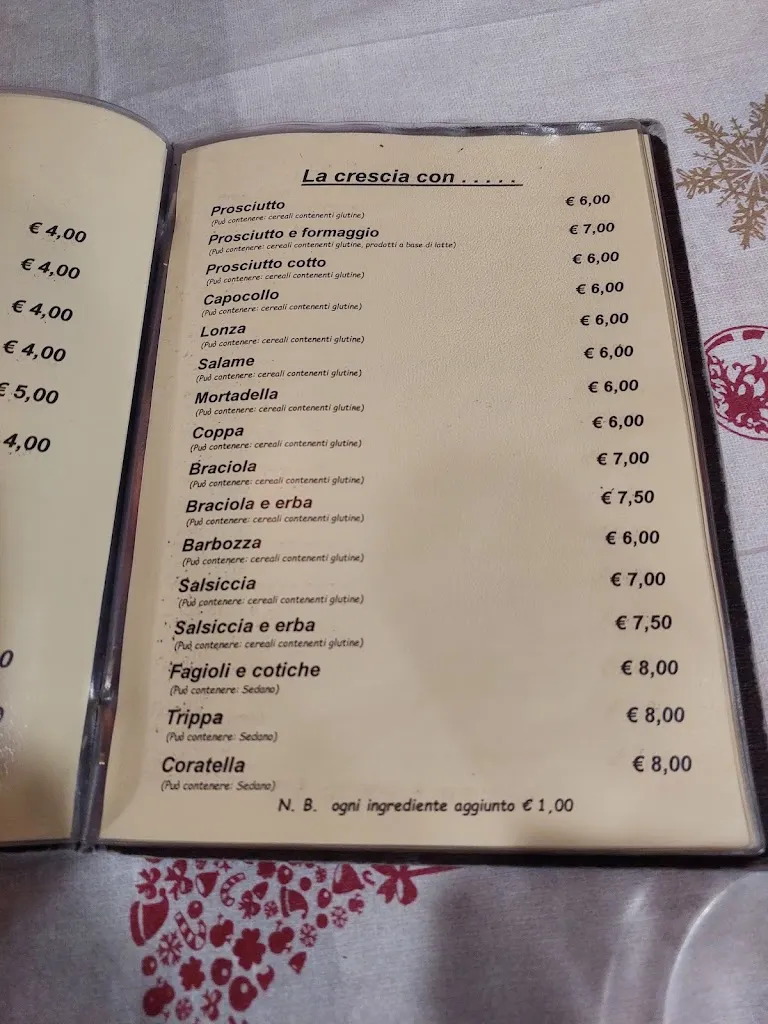 € 4,00
€ 4,00
€ 4,00
€ 4,00
€ 5,00
4,00
0
La crescia con . . . . .
Prosciutto € 6,00
(Può contenere: cereali contenenti glutine)
Prosciutto e formaggio € 7,00
(Può contenere: cereali contenenti glutine, prodotti a base di latte)
Prosciutto cotto € 6,00
(Può contenere: cereali contenenti glutine)
Capocollo € 6,00
(Può contenere: cereali contenenti glutine)
Lonza € 6,00
(Può contenere: cereali contenenti glutine)
Salame € 6,00
(Può contenere: cereali contenenti glutine)
Mortadella € 6,00
(Può contenere: cereali contenenti glutine)
Coppa € 6,00
(Può contenere: cereali contenenti glutine)
Braciola € 7,00
(Può contenere: cereali contenenti glutine)
Braciola e erba € 7,50
(Può contenere: cereali contenenti glutine)
Barbozza € 6,00
(Può contenere: cereali contenenti glutine)
Salsiccia € 7,00
(Può contenere: cereali contenenti glutine)
Salsiccia e erba € 7,50
(Può contenere: cereali contenenti glutine)
Fagioli e cotiche € 8,00
(Può contenere: Sedano)
Trippa € 8,00
(Può contenere: Sedano)
Coratella € 8,00
(Può contenere: Sedano)
N. B. ogni ingrediente aggiunto € 1,00